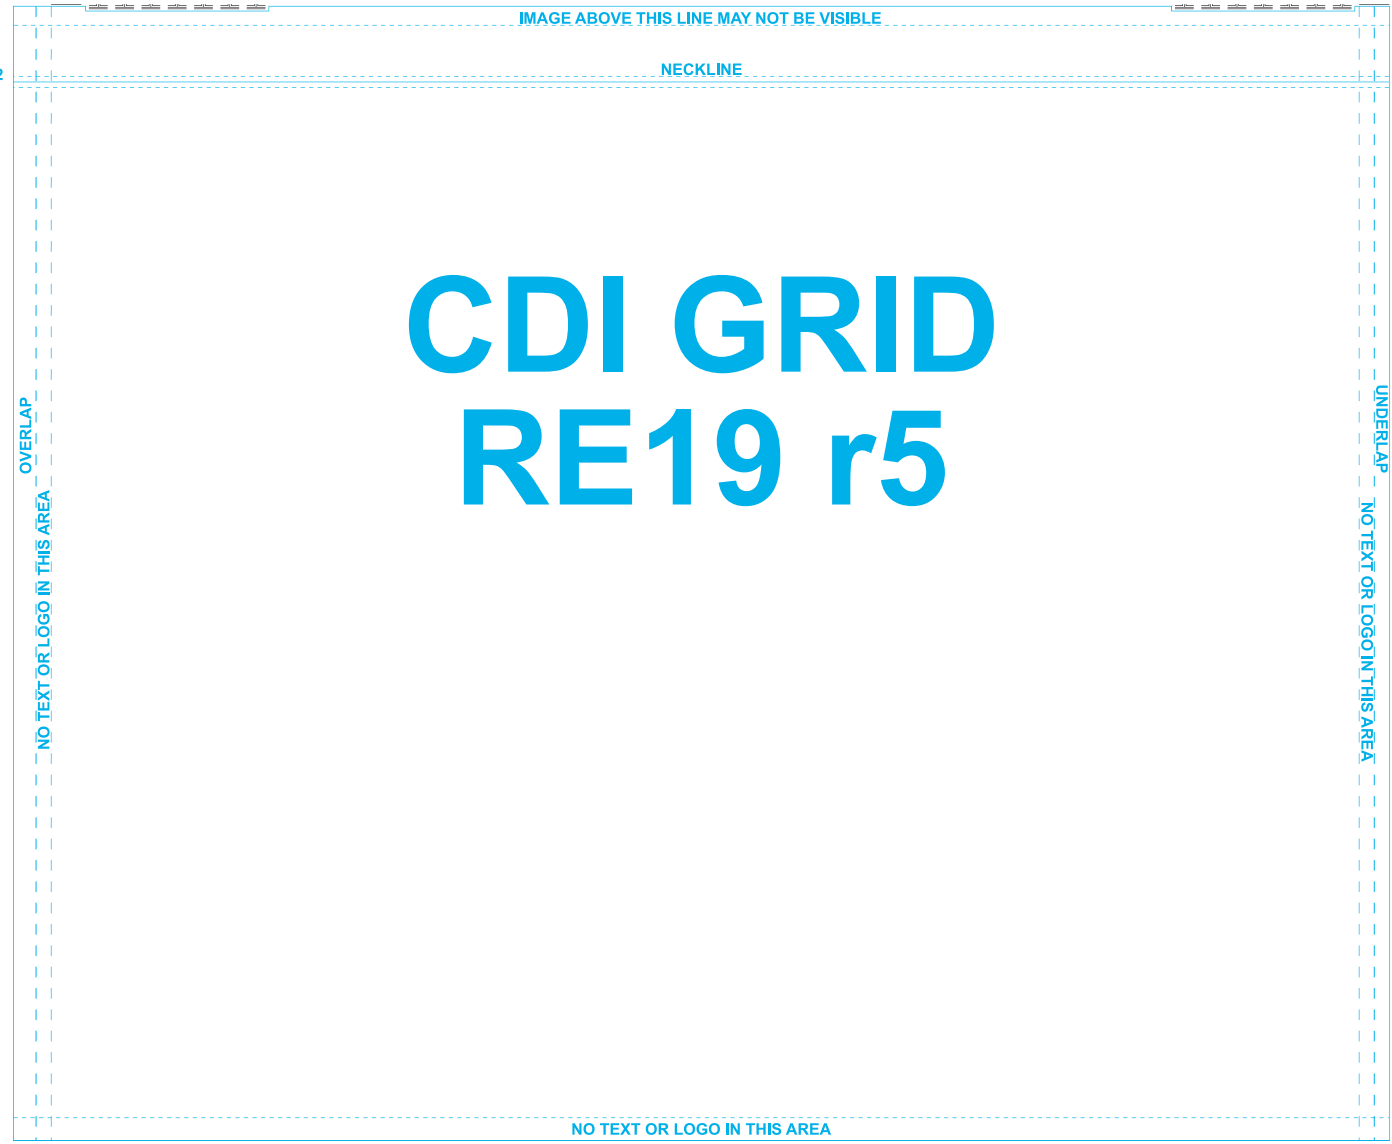 IMAGE ABOVE THIS LINE MAY NOT BE VISIBLE
NECKLINE
CDI GRID
RE19 r5
OVERLAP
UNDERLAP
NO TEXT OR LOGO IN THIS AREA
NO TEXT OR LOGO IN THIS AREA
NO TEXT OR LOGO IN THIS AREA